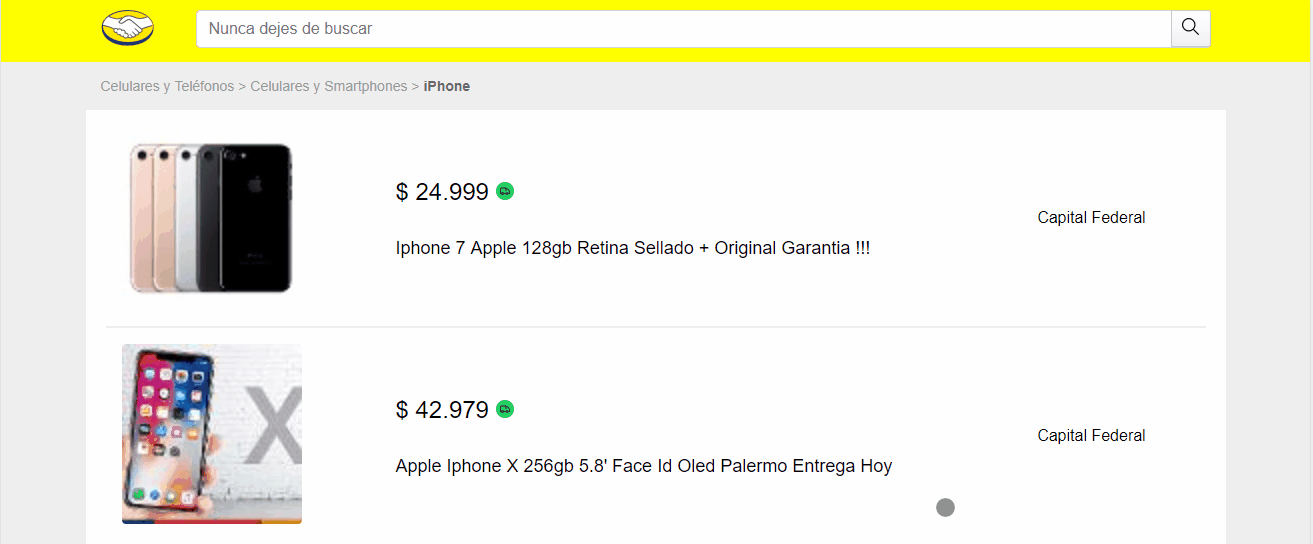 Nunca dejes de buscar
Celulares y Teléfonos > Celulares y Smartphones > iPhone
$ 24.999
Capital Federal
Iphone 7 Apple 128gb Retina Sellado + Original Garantia !!!
X
$ 42.979
Capital Federal
Apple Iphone X 256gb 5.8' Face Id Oled Palermo Entrega Hoy